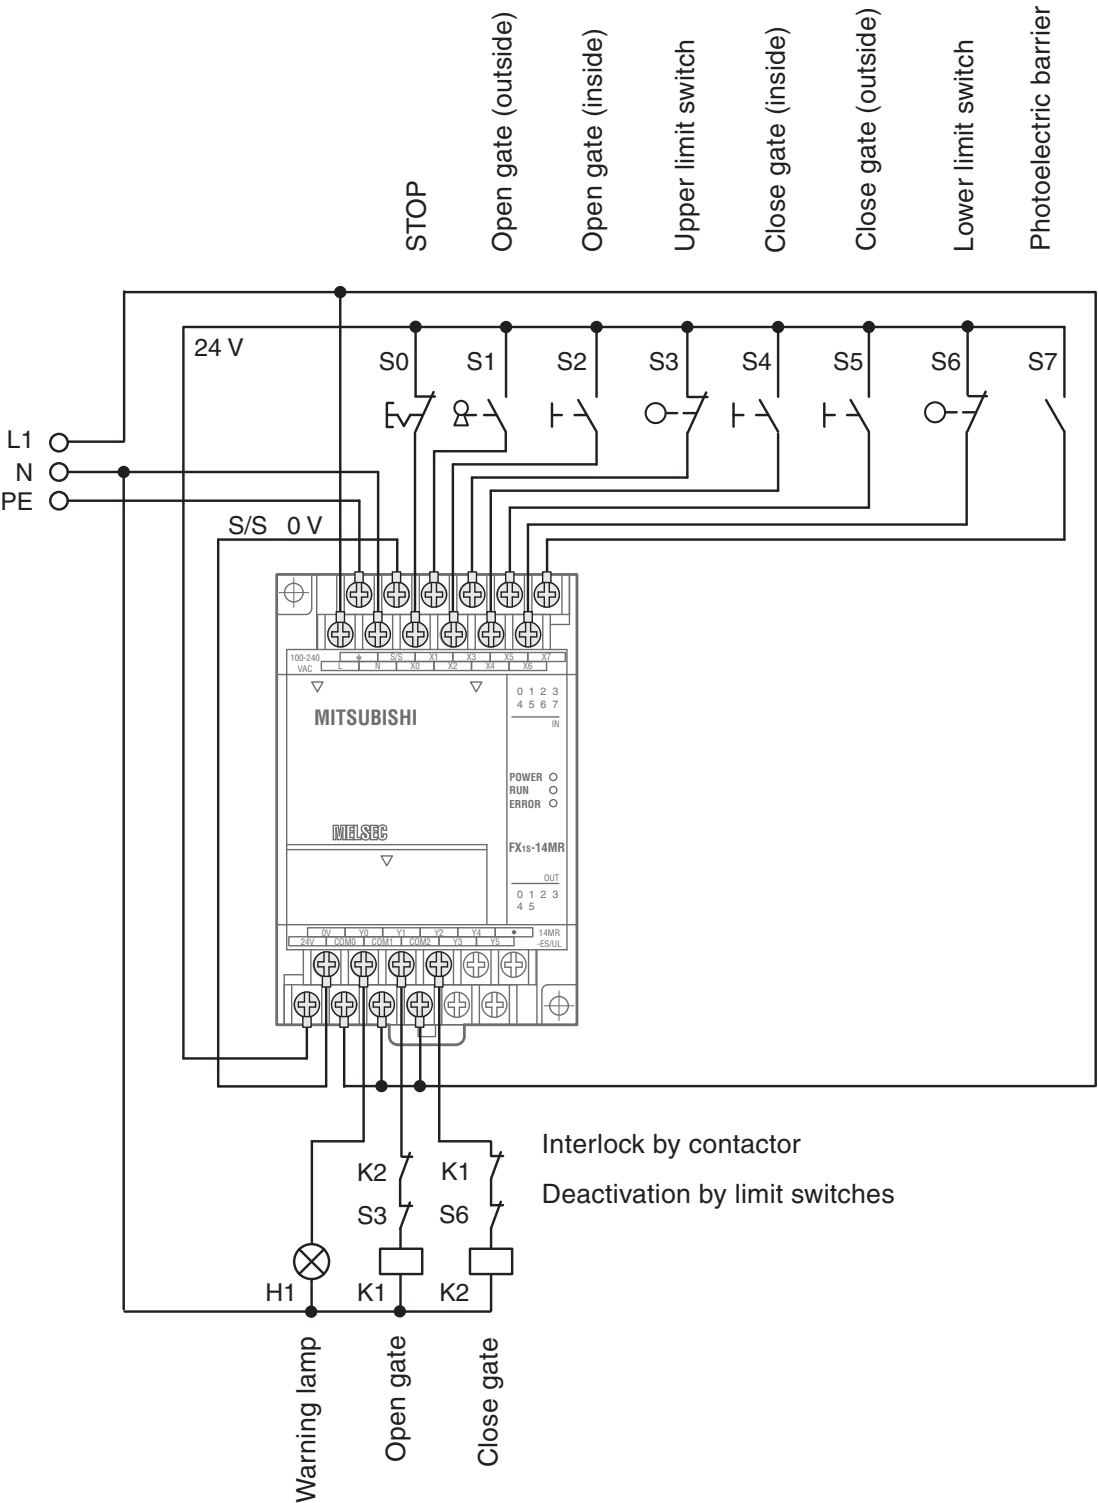 STOP
Open gate (outside)
Open gate (inside)
Upper limit switch
Close gate (inside)
Close gate (outside)
Lower limit switch
Photoelectric barrier
24 V
S0 S1 S2 S3 S4 S5 S6 S7
L1
N
PE
S/S 0 V
100-240
VAC
S/S X1 X3 X5 X7
L N X0 X2 X4 X6
MITSUBISHI
0 1 2 3
4 5 6 7
IN
POWER
RUN
ERROR
MELSEC
FX1S-14MR
OUT
0 1 2 3
4 5
0V Y0 Y1 Y2 Y4
24V COM0 COM1 COM2 Y3 Y5
14MR
-ES/UL
Interlock by contactor
K2 K1
Deactivation by limit switches
S3 S6
H1 K1 K2
Warning lamp
Open gate
Close gate